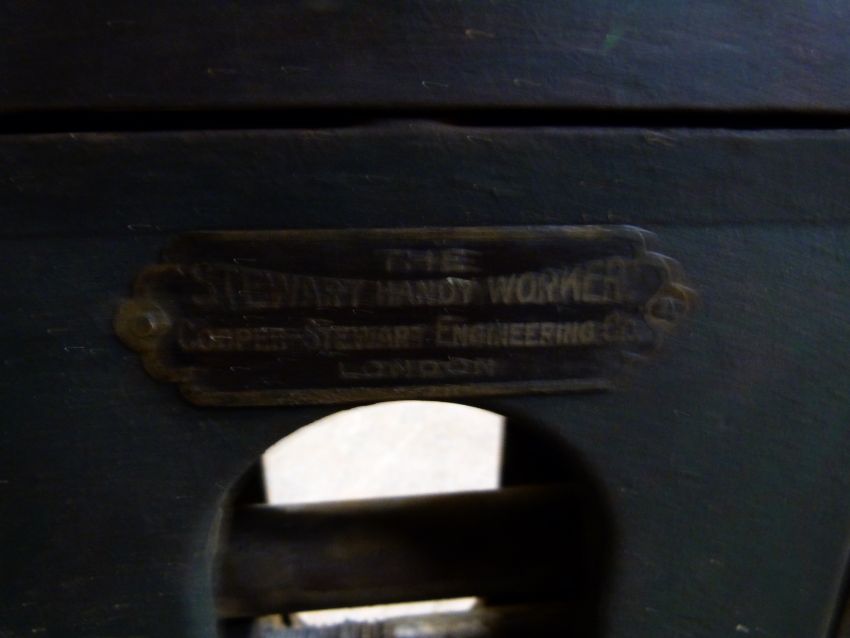 THE
STEWART HANDY WORKER
COOPER-STEWART ENGINEERING CO.
LONDON